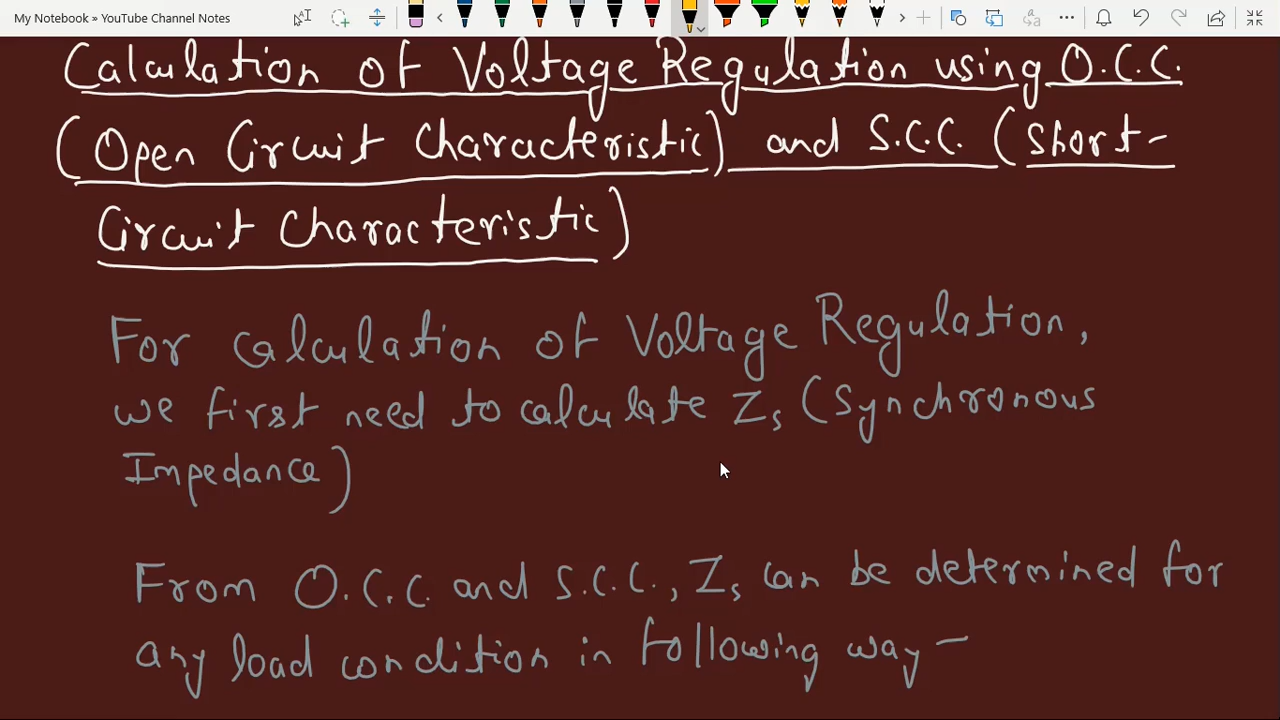 My Notebook » YouTube Channel Notes
Calculation of Voltage Regulation using O.C.C.
(Open Circuit Characteristic) and S.C.C. (Short-
Circuit Characteristic)
For Calculation of Voltage Regulation,
we first need to calculate Zs (Synchronous
Impedance)
From O.C.C. and S.C.C., Zs can be determined for
any load condition in following way -